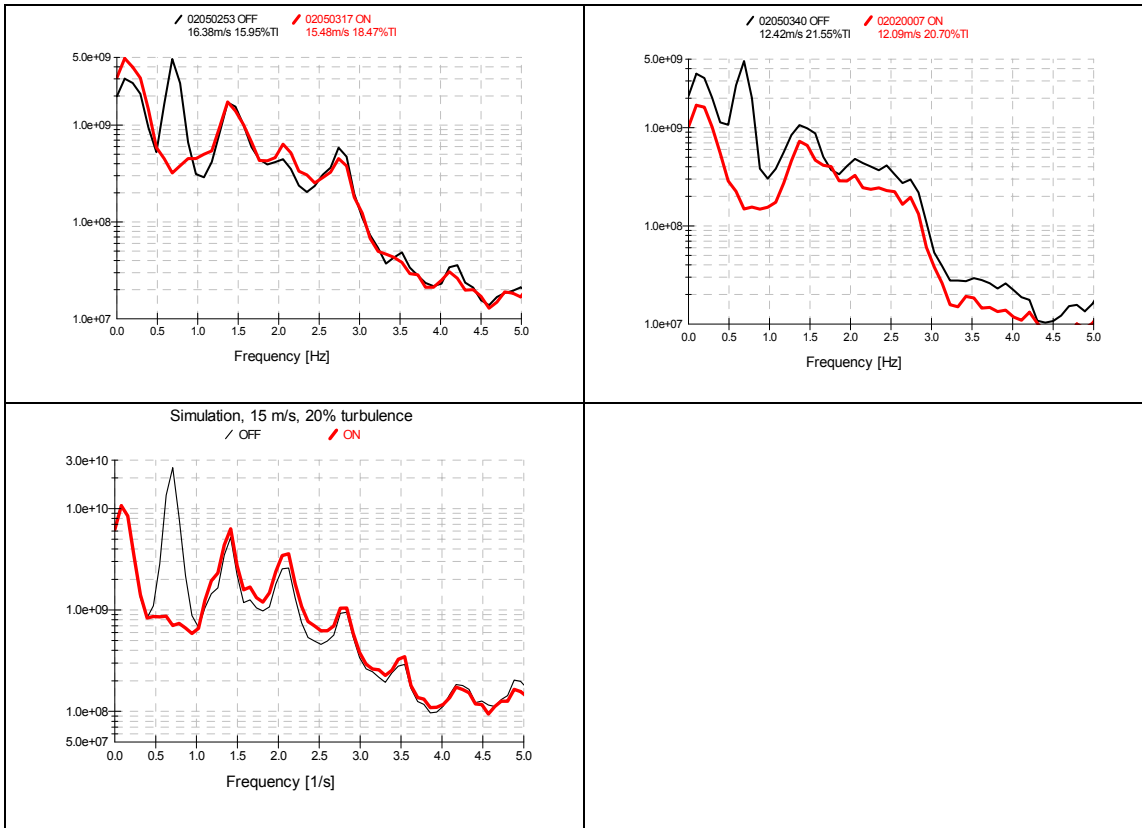 02050253 OFF 02050317 ON
16.38m/s 15.95%TI 15.48m/s 18.47%TI
5.0e+09
1.0e+09
1.0e+08
1.0e+07
0.0 0.5 1.0 1.5 2.0 2.5 3.0 3.5 4.0 4.5 5.0
Frequency [Hz]
02050340 OFF 02020007 ON
12.42m/s 21.55%TI 12.09m/s 20.70%TI
5.0e+09
1.0e+09
1.0e+08
1.0e+07
0.0 0.5 1.0 1.5 2.0 2.5 3.0 3.5 4.0 4.5 5.0
Frequency [Hz]
Simulation, 15 m/s, 20% turbulence
OFF ON
3.0e+10
1.0e+10
1.0e+09
1.0e+08
5.0e+07
0.0 0.5 1.0 1.5 2.0 2.5 3.0 3.5 4.0 4.5 5.0
Frequency [1/s]